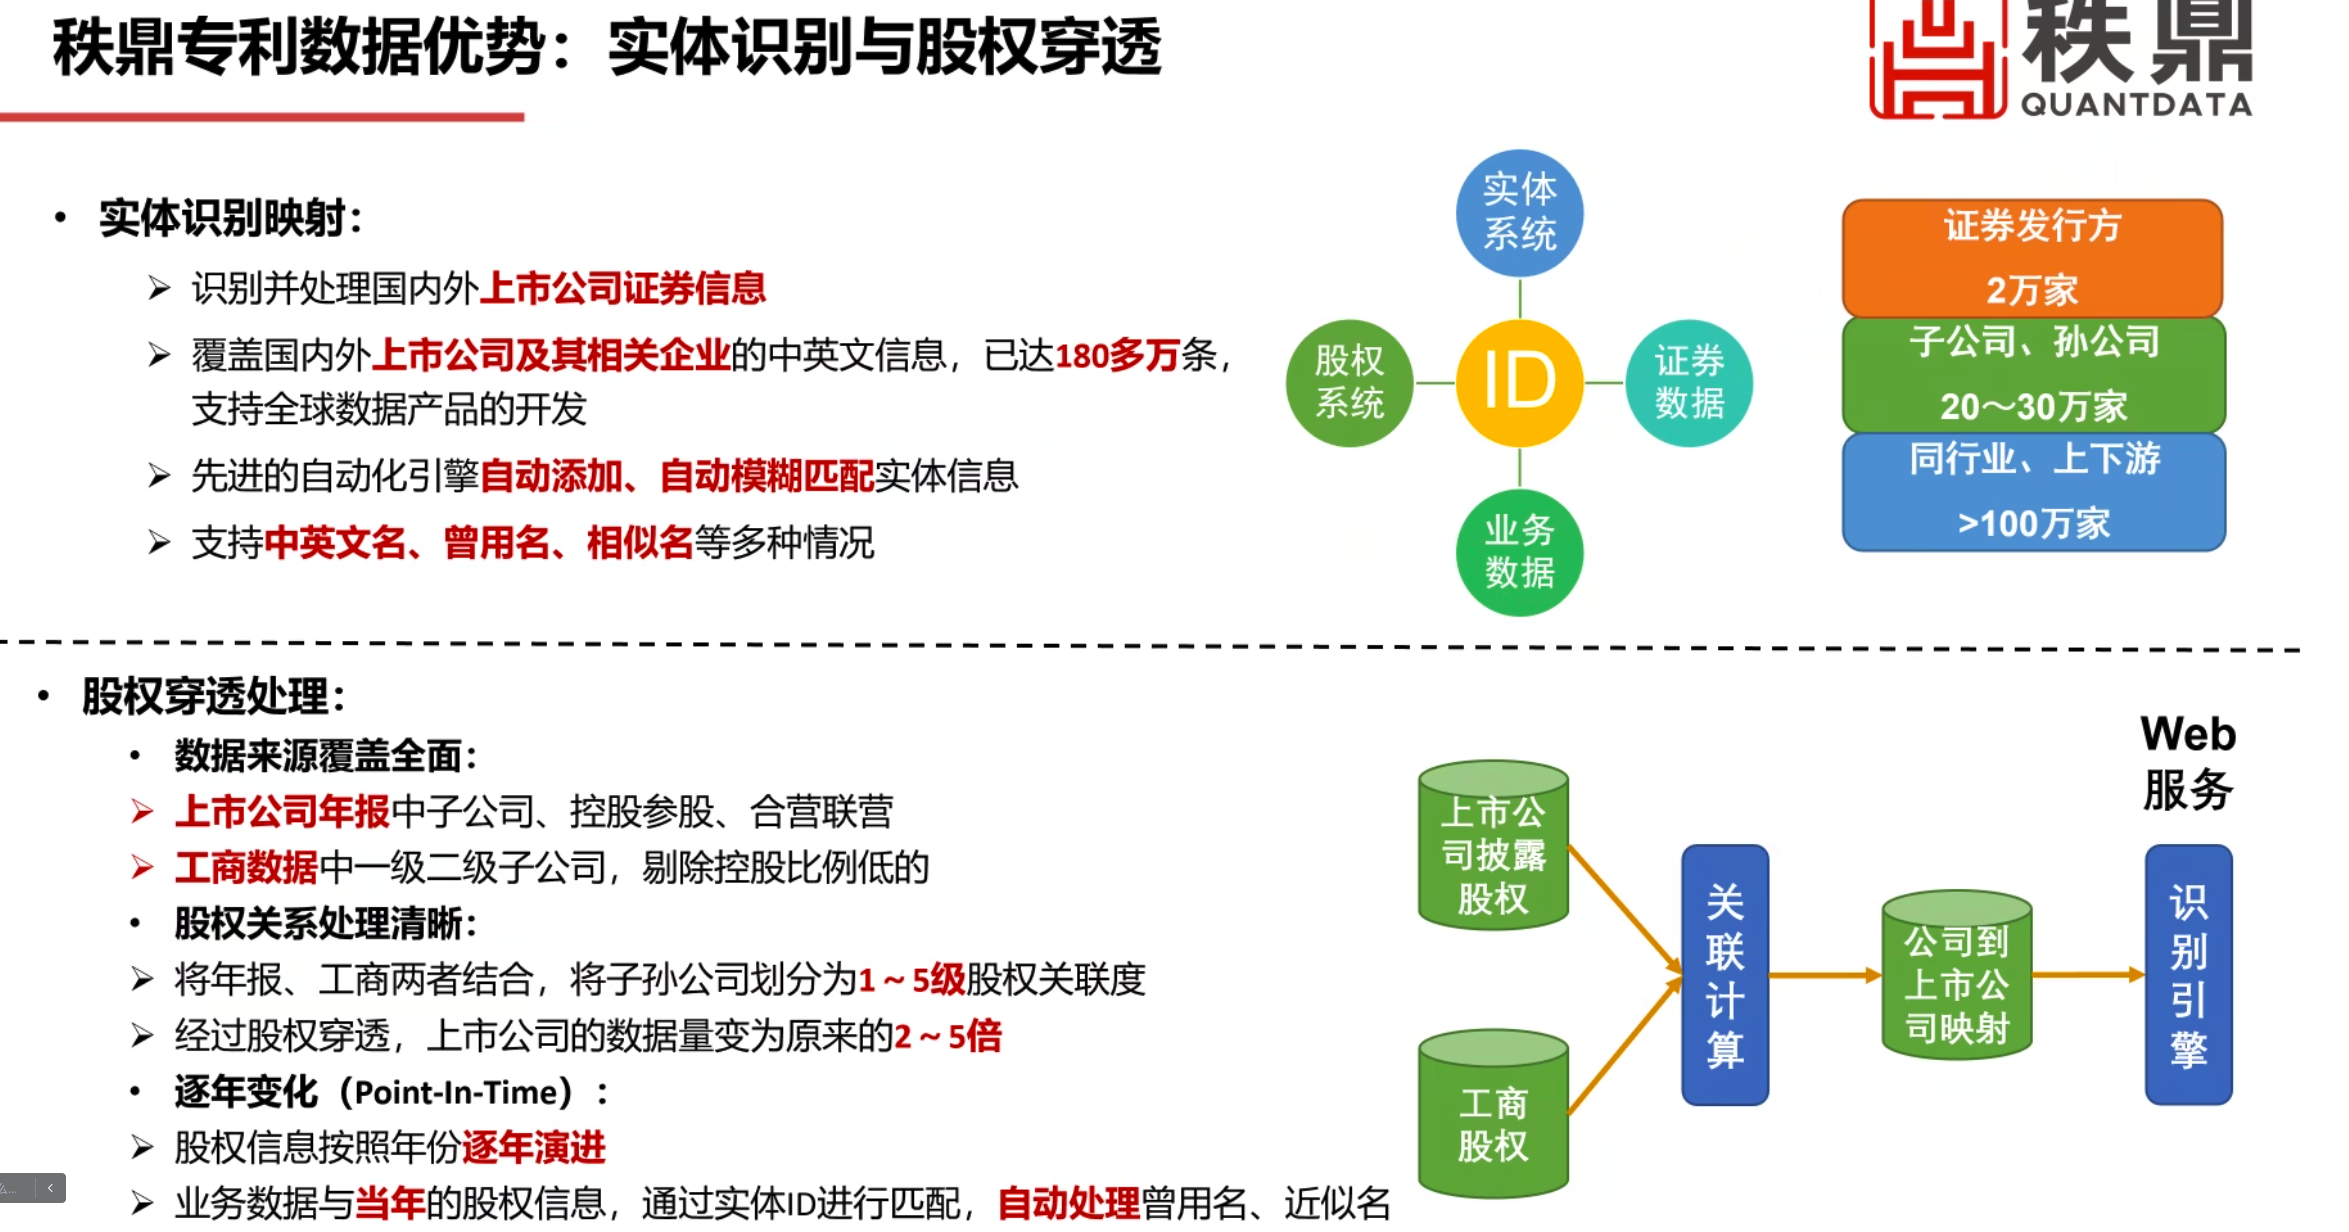 秩鼎专利数据优势：实体识别与股权穿透
秩鼎
QUANTDATA
• 实体识别映射：
➢ 识别并处理国内外上市公司证券信息
➢ 覆盖国内外上市公司及其相关企业的中英文信息，已达180多万条，
支持全球数据产品的开发
➢ 先进的自动化引擎自动添加、自动模糊匹配实体信息
➢ 支持中英文名、曾用名、相似名等多种情况
实体
系统
股权
系统
ID
证券
数据
业务
数据
证券发行方
2万家
子公司、孙公司
20～30万家
同行业、上下游
>100万家
• 股权穿透处理：
• 数据来源覆盖全面：
➢ 上市公司年报中子公司、控股参股、合营联营
➢ 工商数据中一级二级子公司，剔除控股比例低的
• 股权关系处理清晰：
➢ 将年报、工商两者结合，将子孙公司划分为1～5级股权关联度
➢ 经过股权穿透，上市公司的数据量变为原来的2～5倍
• 逐年变化（Point-In-Time）：
➢ 股权信息按照年份逐年演进
➢ 业务数据与当年的股权信息，通过实体ID进行匹配，自动处理曾用名、近似名
上市公
司披露
股权
工商
股权
关
联
计
算
公司到
上市公
司映射
Web
服务
识
别
引
擎